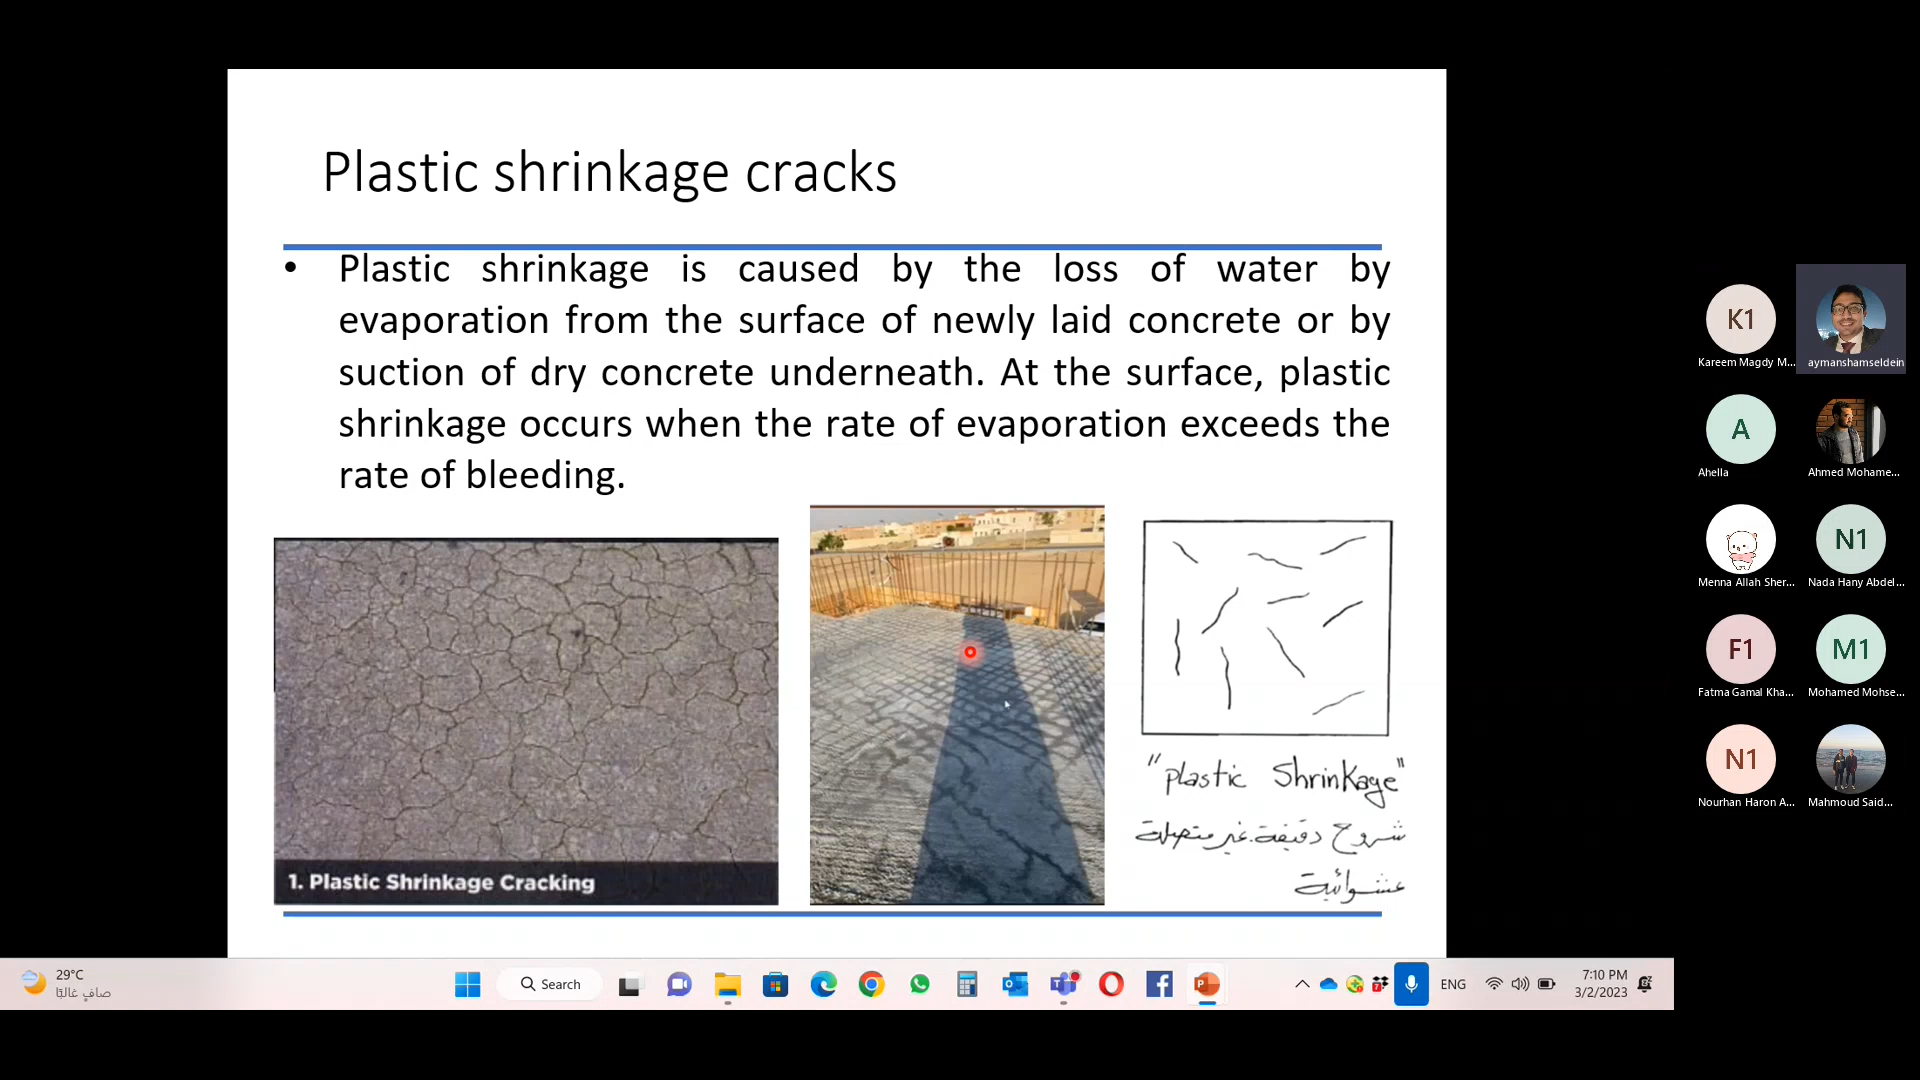 Plastic shrinkage cracks
• Plastic shrinkage is caused by the loss of water by
evaporation from the surface of newly laid concrete or by
suction of dry concrete underneath. At the surface, plastic
shrinkage occurs when the rate of evaporation exceeds the
rate of bleeding.
1. Plastic Shrinkage Cracking
"Plastic Shrinkage"
شروخ دقيقة غير متصلة
عشوائية
K1
Kareem Magdy M...
aymanshamseldein
A
Ahella
Ahmed Mohame...
Menna Allah Sher...
N1
Nada Hany Abdel...
F1
Fatma Gamal Kha...
M1
Mohamed Mohse...
N1
Nourhan Haron A...
Mahmoud Said...
29°C
صافٍ غالبًا
Search
ENG
7:10 PM
3/2/2023